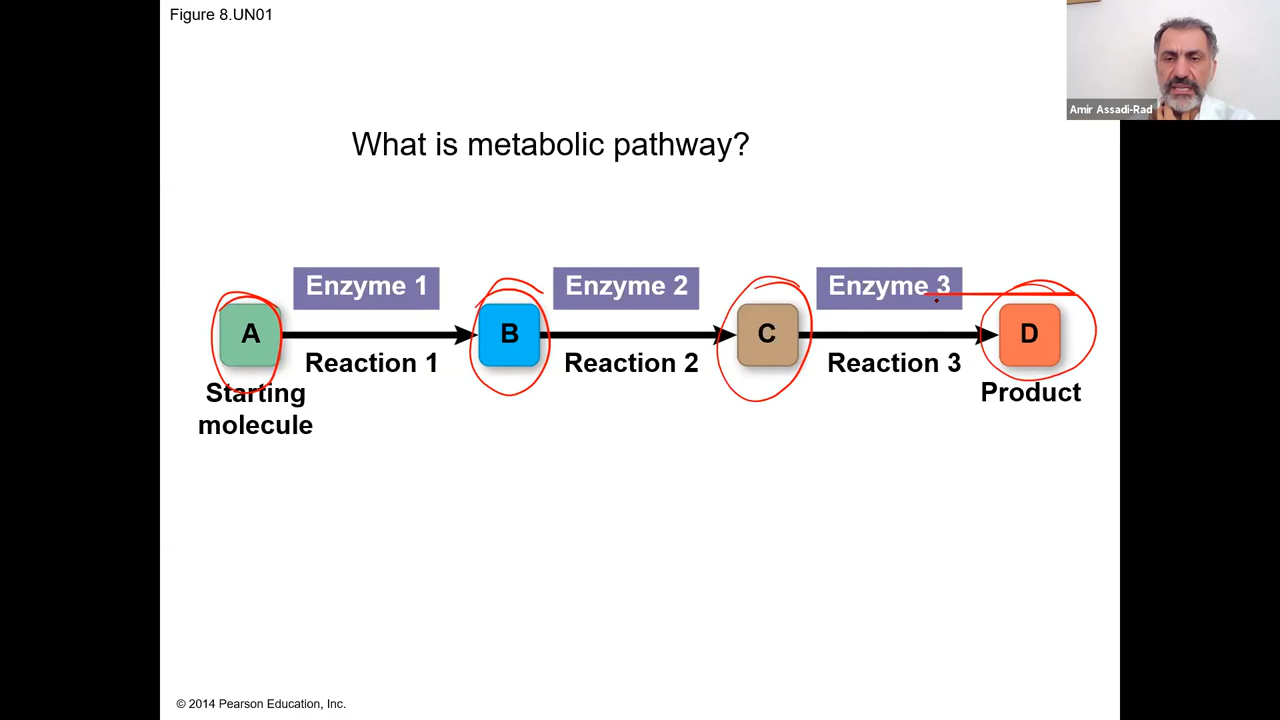 Figure 8.UN01
Amir Assadi-Rad
What is metabolic pathway?
Enzyme 1
Enzyme 2
Enzyme 3
A
B
C
D
Reaction 1
Reaction 2
Reaction 3
Starting
molecule
Product
© 2014 Pearson Education, Inc.